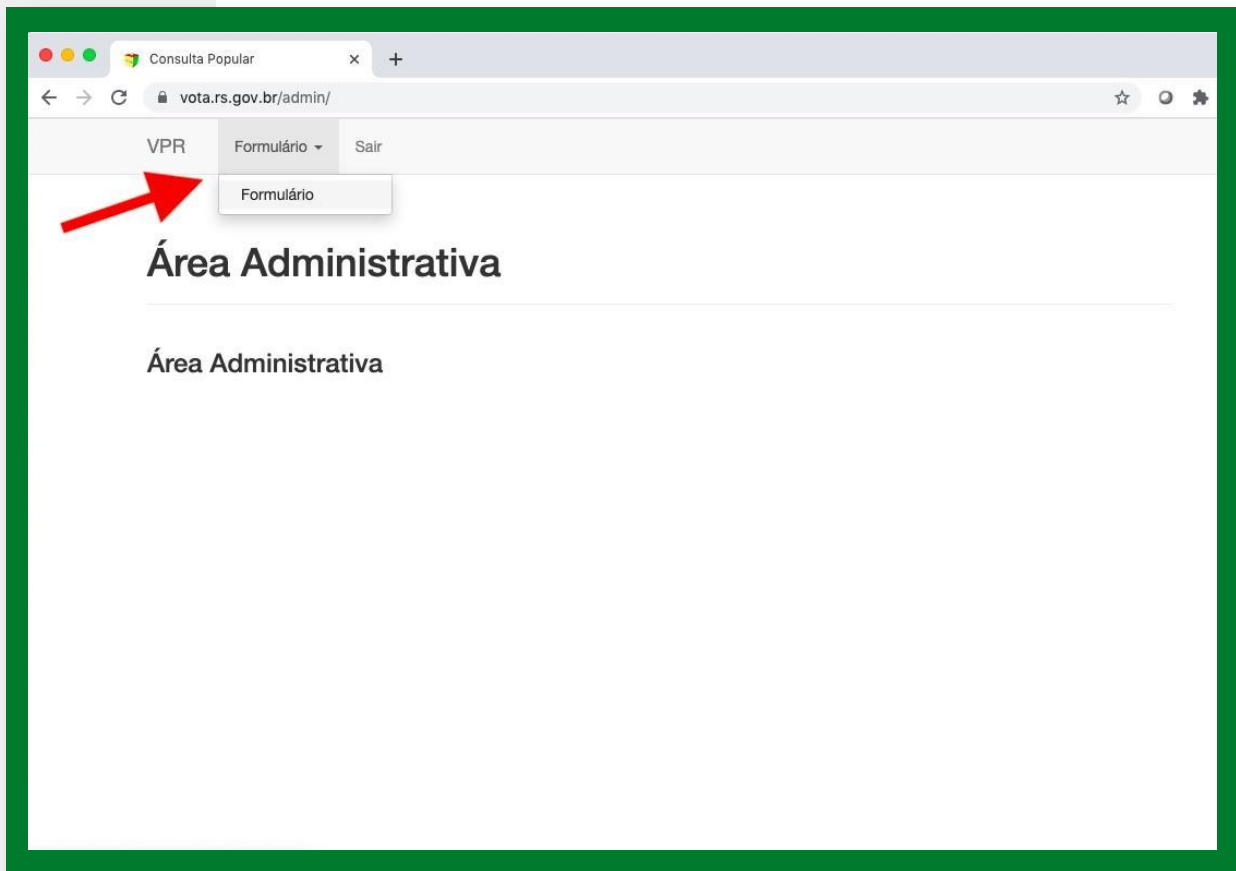 Consulta Popular
vota.rs.gov.br/admin/
VPR Formulário Sair
Formulário
Área Administrativa
Área Administrativa